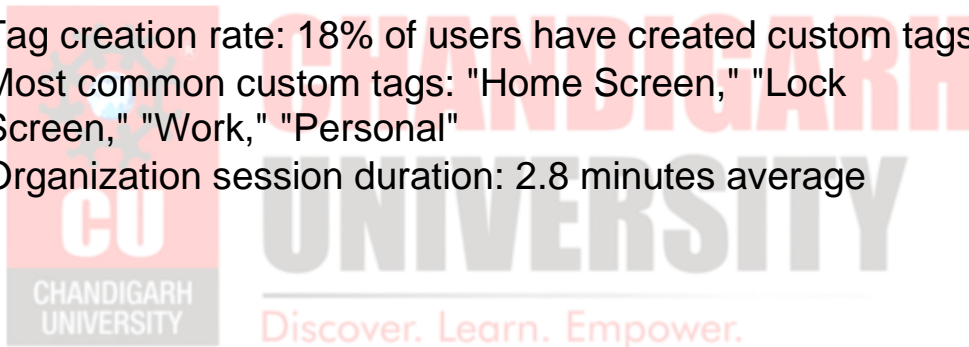 Tag creation rate: 18% of users have created custom tags
Most common custom tags: "Home Screen," "Lock
Screen," "Work," "Personal"
Organization session duration: 2.8 minutes average
CHANDIGARH
UNIVERSITY
CU
CHANDIGARH
UNIVERSITY
Discover. Learn. Empower.